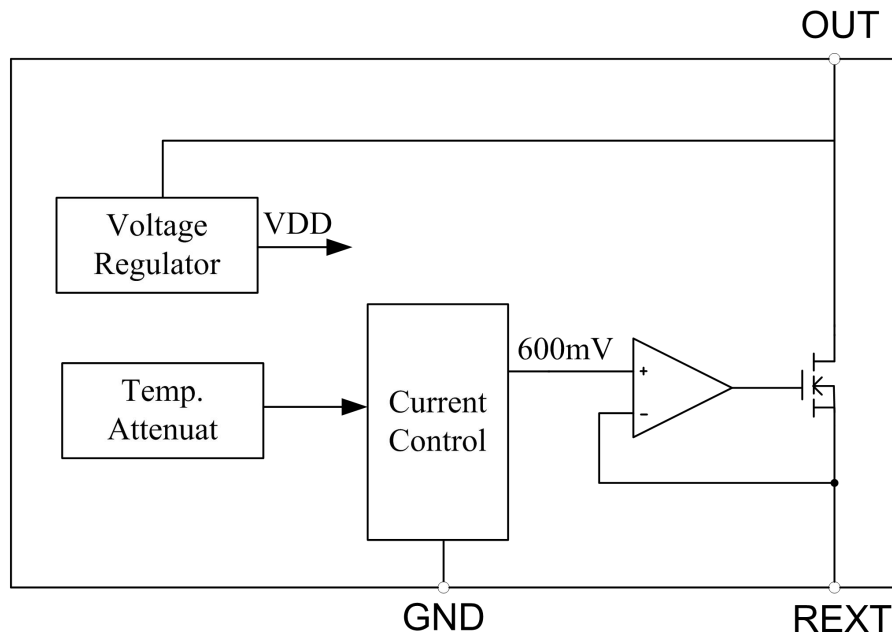 OUT
Voltage
Regulator
VDD
600mV
+
-
Temp.
Attenuat
Current
Control
GND
REXT